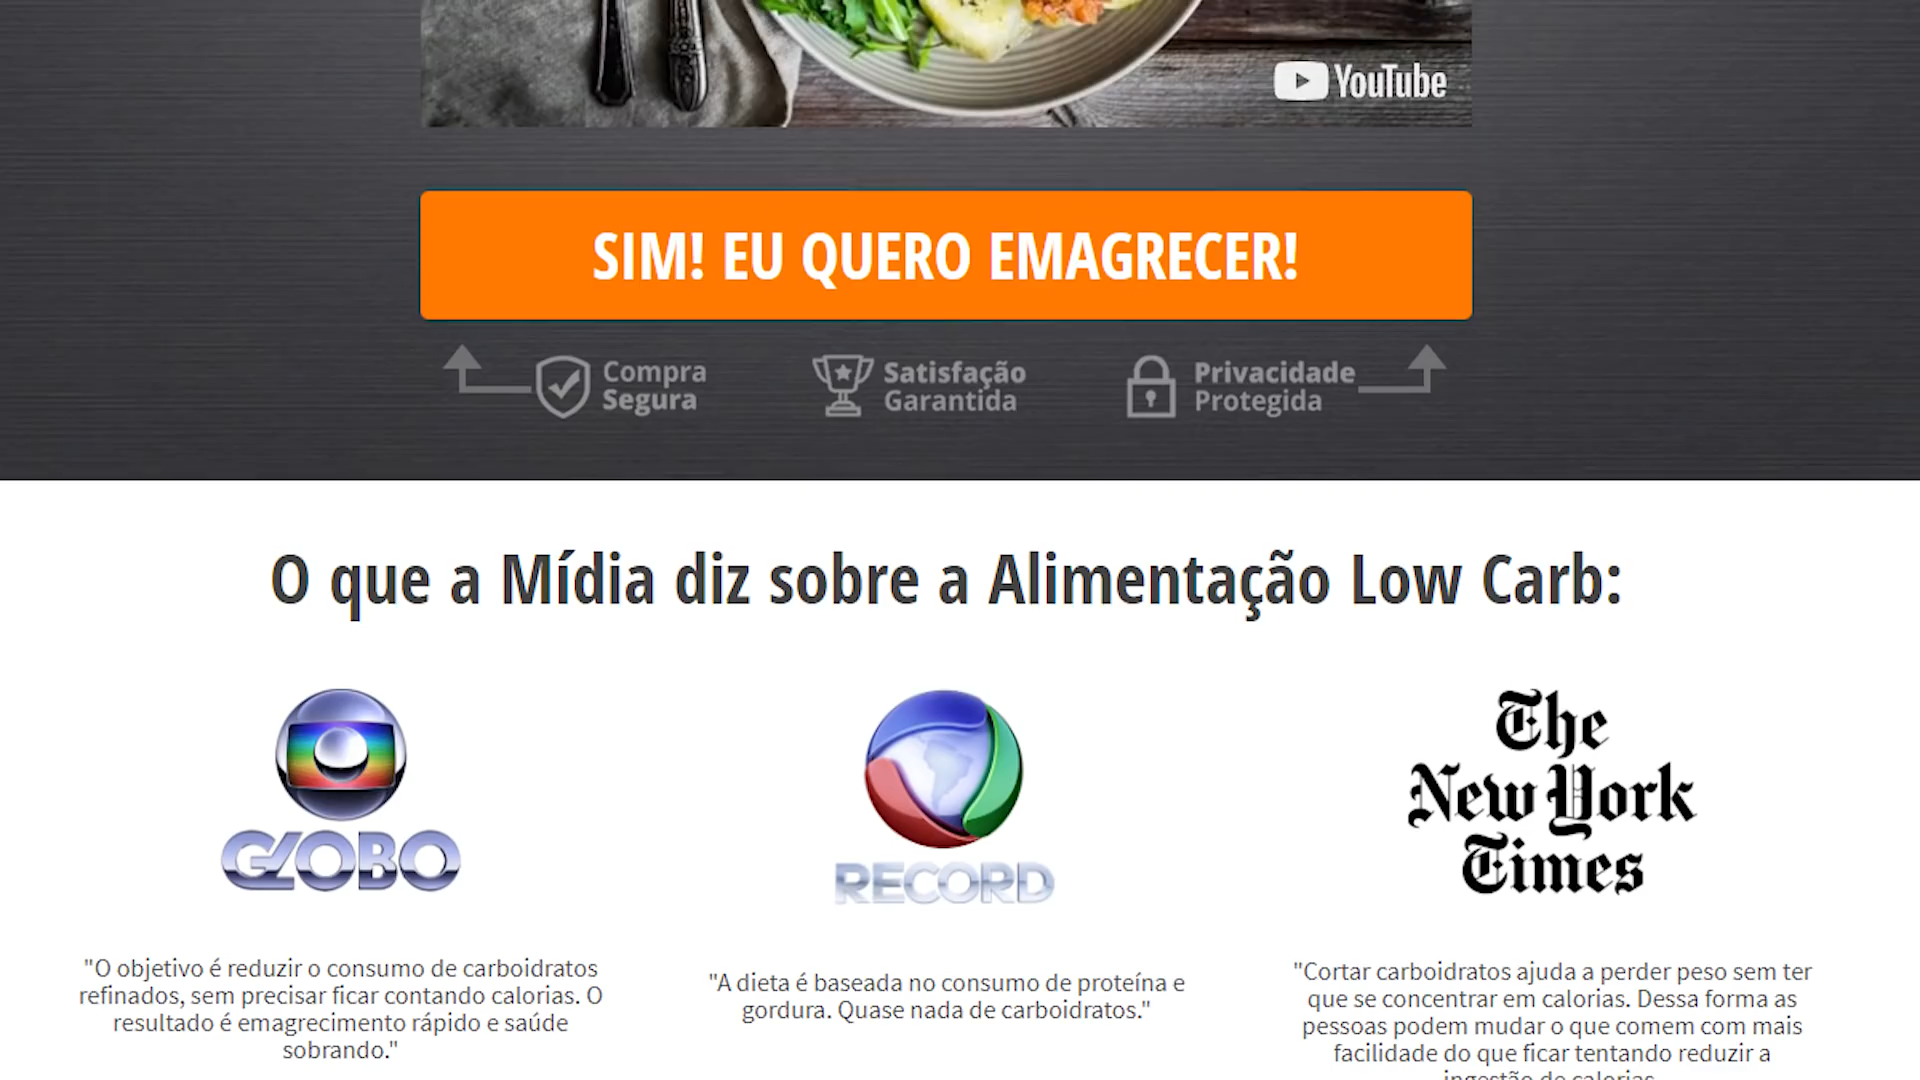 YouTube
SIM! EU QUERO EMAGRECER!
Compra
Segura
Satisfação
Garantida
Privacidade
Protegida
O que a Mídia diz sobre a Alimentação Low Carb:
GLOBO
RECORD
The
New York
Times
"O objetivo é reduzir o consumo de carboidratos
refinados, sem precisar ficar contando calorias. O
resultado é emagrecimento rápido e saúde
sobrando."
"A dieta é baseada no consumo de proteína e
gordura. Quase nada de carboidratos."
"Cortar carboidratos ajuda a perder peso sem ter
que se concentrar em calorias. Dessa forma as
pessoas podem mudar o que comem com mais
facilidade do que ficar tentando reduzir a
ingestão de calorias